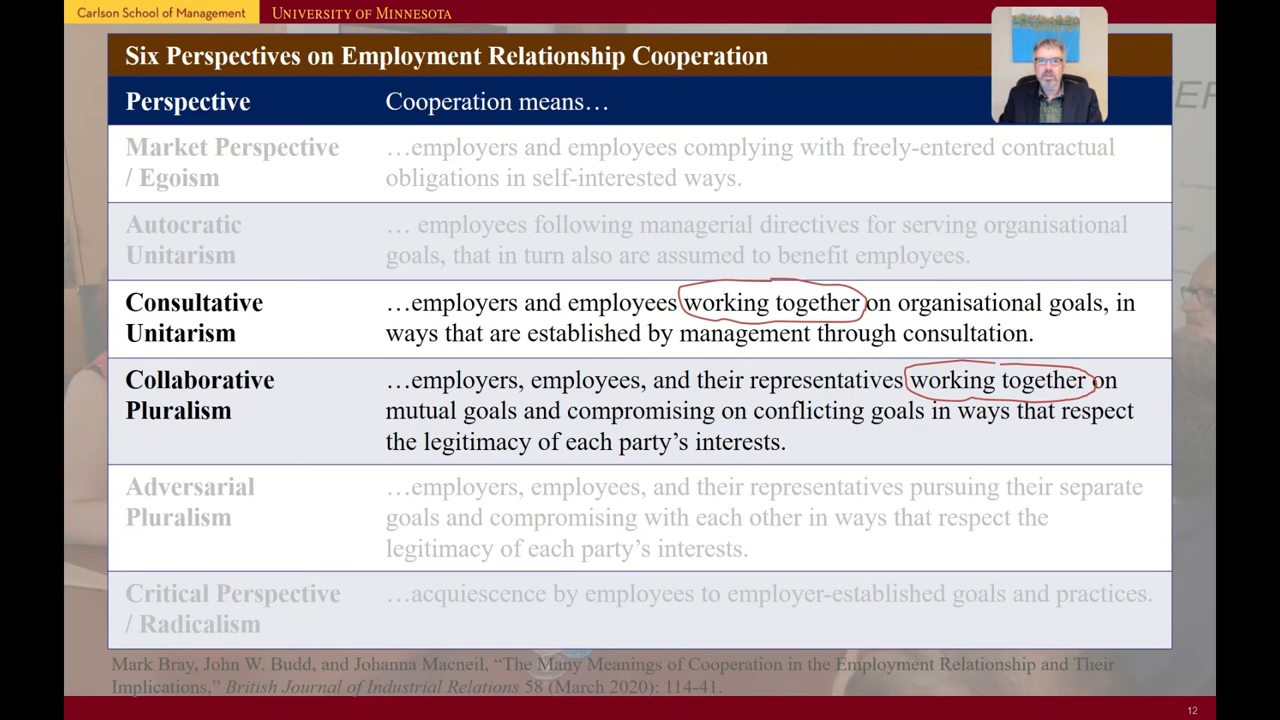 Carlson School of Management UNIVERSITY OF MINNESOTA
Six Perspectives on Employment Relationship Cooperation
Perspective Cooperation means…
Market Perspective …employers and employees complying with freely-entered contractual
/ Egoism obligations in self-interested ways.
Autocratic … employees following managerial directives for serving organisational
Unitarism goals, that in turn also are assumed to benefit employees.
Consultative …employers and employees working together on organisational goals, in
Unitarism ways that are established by management through consultation.
Collaborative …employers, employees, and their representatives working together on
Pluralism mutual goals and compromising on conflicting goals in ways that respect
the legitimacy of each party’s interests.
Adversarial …employers, employees, and their representatives pursuing their separate
Pluralism goals and compromising with each other in ways that respect the
legitimacy of each party’s interests.
Critical Perspective …acquiescence by employees to employer-established goals and practices.
/ Radicalism
Mark Bray, John W. Budd, and Johanna Macneil, “The Many Meanings of Cooperation in the Employment Relationship and Their
Implications,” British Journal of Industrial Relations 58 (March 2020): 114-41.
12